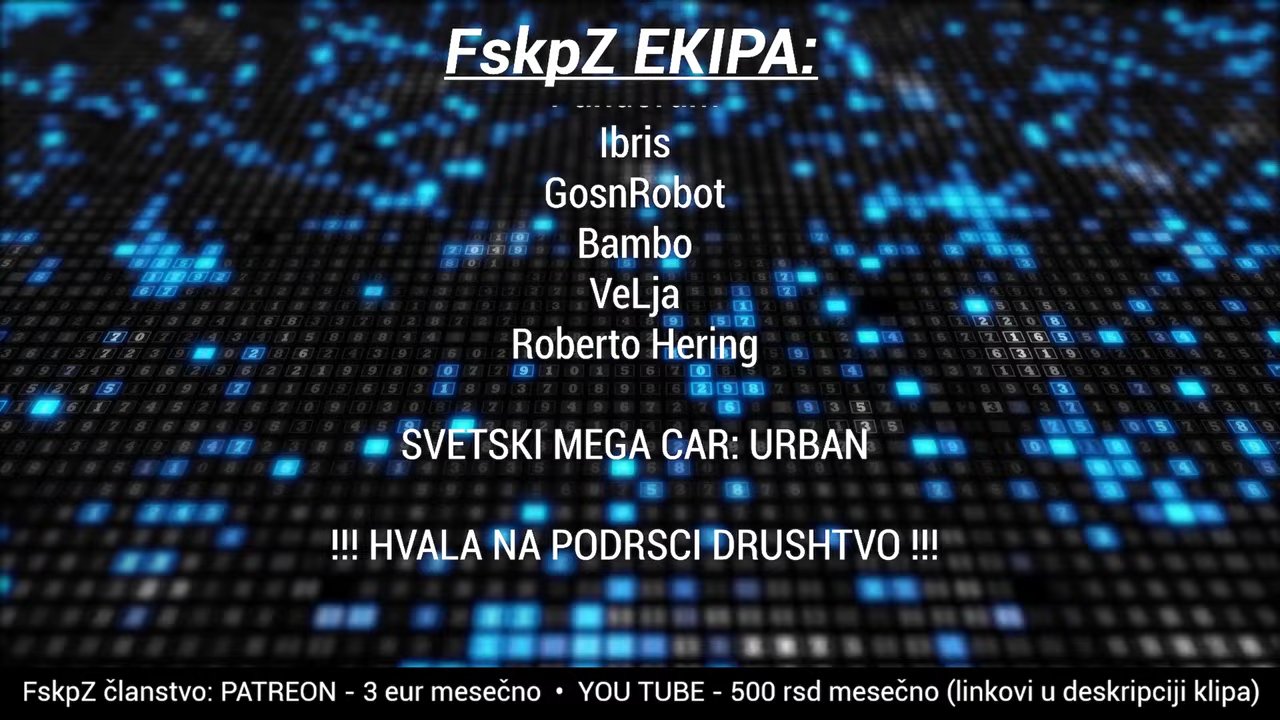 FskpZ EKIPA:
Ibris
GosnRobot
Bambo
VeLja
Roberto Hering
SVETSKI MEGA CAR: URBAN
!!! HVALA NA PODRSCI DRUSHTVO !!!
FskpZ članstvo: PATREON - 3 eur mesečno • YOU TUBE - 500 rsd mesečno (linkovi u deskripciji klipa)